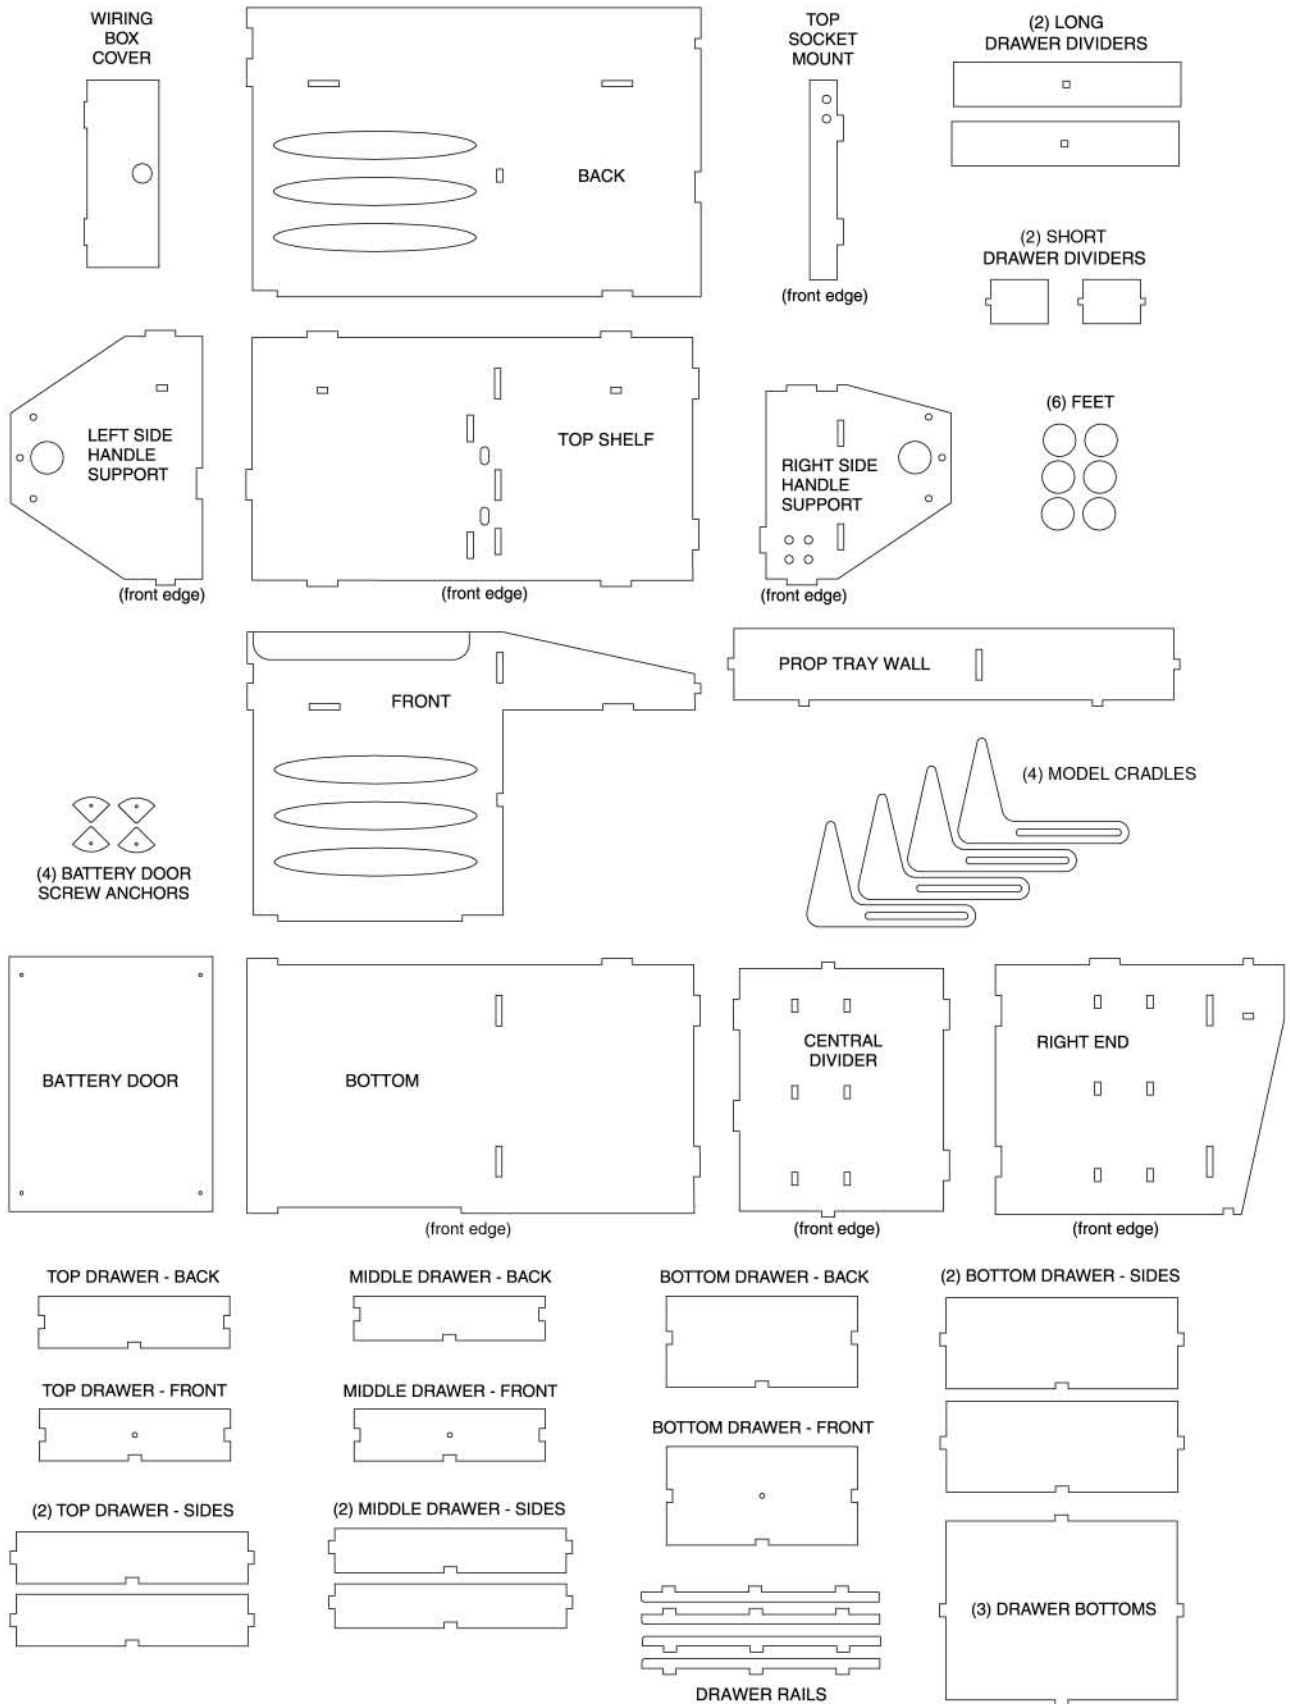 WIRING
BOX
COVER
BACK
TOP
SOCKET
MOUNT
(front edge)
(2) LONG
DRAWER DIVIDERS
(2) SHORT
DRAWER DIVIDERS
LEFT SIDE
HANDLE
SUPPORT
(front edge)
TOP SHELF
(front edge)
RIGHT SIDE
HANDLE
SUPPORT
(front edge)
(6) FEET
FRONT
PROP TRAY WALL
(4) MODEL CRADLES
(4) BATTERY DOOR
SCREW ANCHORS
BATTERY DOOR
BOTTOM
(front edge)
CENTRAL
DIVIDER
(front edge)
RIGHT END
(front edge)
TOP DRAWER - BACK
MIDDLE DRAWER - BACK
BOTTOM DRAWER - BACK
(2) BOTTOM DRAWER - SIDES
TOP DRAWER - FRONT
MIDDLE DRAWER - FRONT
BOTTOM DRAWER - FRONT
(2) TOP DRAWER - SIDES
(2) MIDDLE DRAWER - SIDES
(3) DRAWER BOTTOMS
DRAWER RAILS